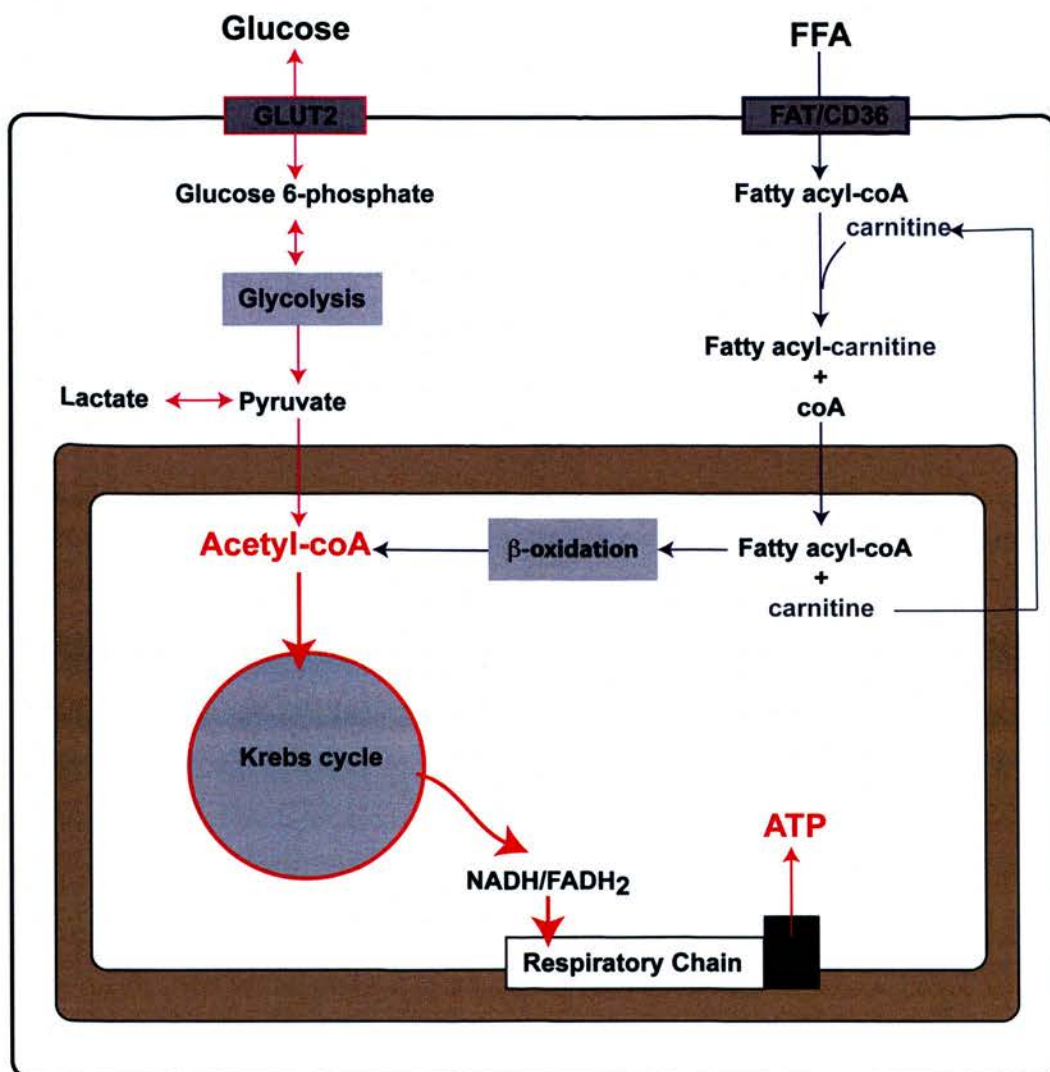 Glucose
FFA
GLUT2
FAT/CD36
Glucose 6-phosphate
Fatty acyl-coA
carnitine
Glycolysis
Fatty acyl-carnitine
+
coA
Lactate
Pyruvate
Acetyl-coA
β-oxidation
Fatty acyl-coA
+
carnitine
Krebs cycle
ATP
NADH/FADH₂
Respiratory Chain